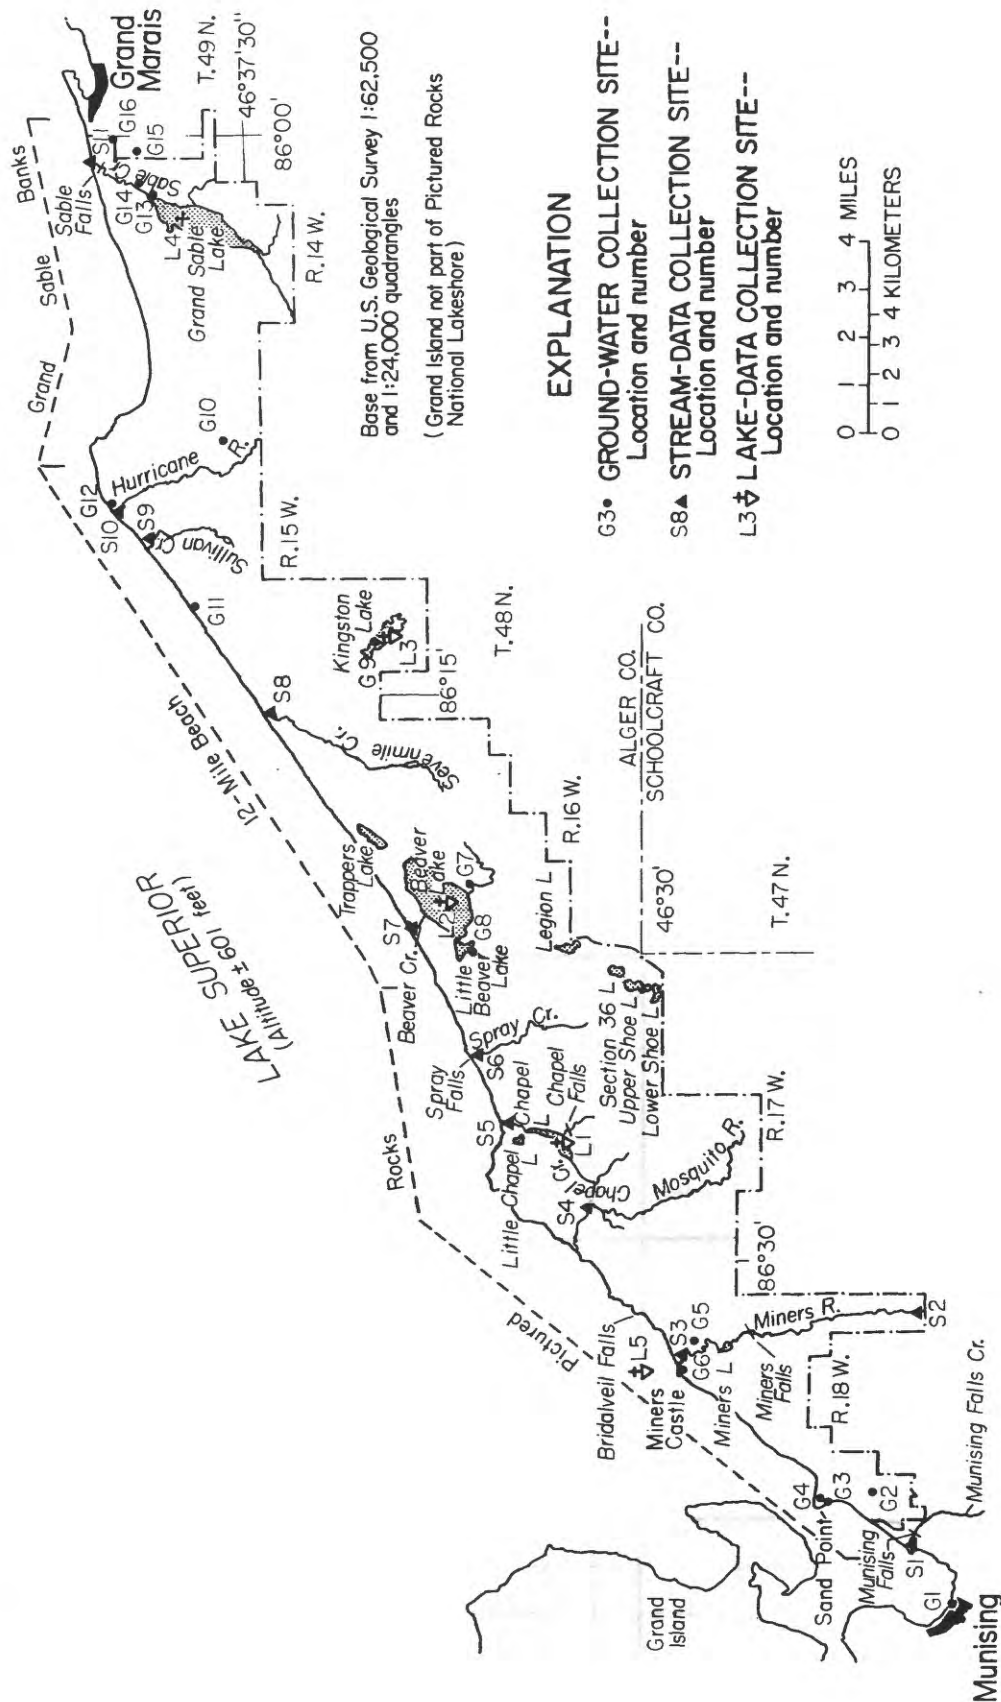 LAKE SUPERIOR
(Altitude ± 601 feet)
Grand
Sable
Banks
12-Mile Beach
Pictured
Rocks
Grand
Marais
T.49 N.
46°37'30"
86°00'
Sable
Falls
S11
G16
G15
Sable Cr.
G14
G13
L4
Grand Sable
Lake
R.14 W.
G12
S10
Hurricane
R.
G10
S9
Sullivan Cr.
R.15 W.
G11
Kingston
Lake
G9
L3
86°15'
T.48 N.
S8
Sevenmile Cr.
Trappers
Lake
Beaver
Lake
L2
G7
G8
S7
Beaver Cr.
Little
Beaver
Lake
R.16 W.
Legion L
ALGER CO.
SCHOOLCRAFT CO.
46°30'
T.47 N.
Spray
Falls
S6
Spray Cr.
Section 36 L
Upper Shoe L
Lower Shoe L
S5
Chapel
L
Chapel
Falls
L1
Little Chapel
L
Chapel
Cr.
S4
Mosquito R.
R.17 W.
86°30'
Bridalveil Falls
L5
Miners
Castle
S3
G5
G6
Miners L
Miners R.
Miners
Falls
S2
R.18 W.
Grand
Island
Sand Point
G4
G3
G2
Munising
Falls
S1
Munising Falls Cr.
G1
Munising
Base from U.S. Geological Survey 1:62,500
and 1:24,000 quadrangles
(Grand Island not part of Pictured Rocks
National Lakeshore)
EXPLANATION
G3 GROUND-WATER COLLECTION SITE--
Location and number
S8 STREAM-DATA COLLECTION SITE--
Location and number
L3 LAKE-DATA COLLECTION SITE--
Location and number
0 1 2 3 4 MILES
0 1 2 3 4 KILOMETERS